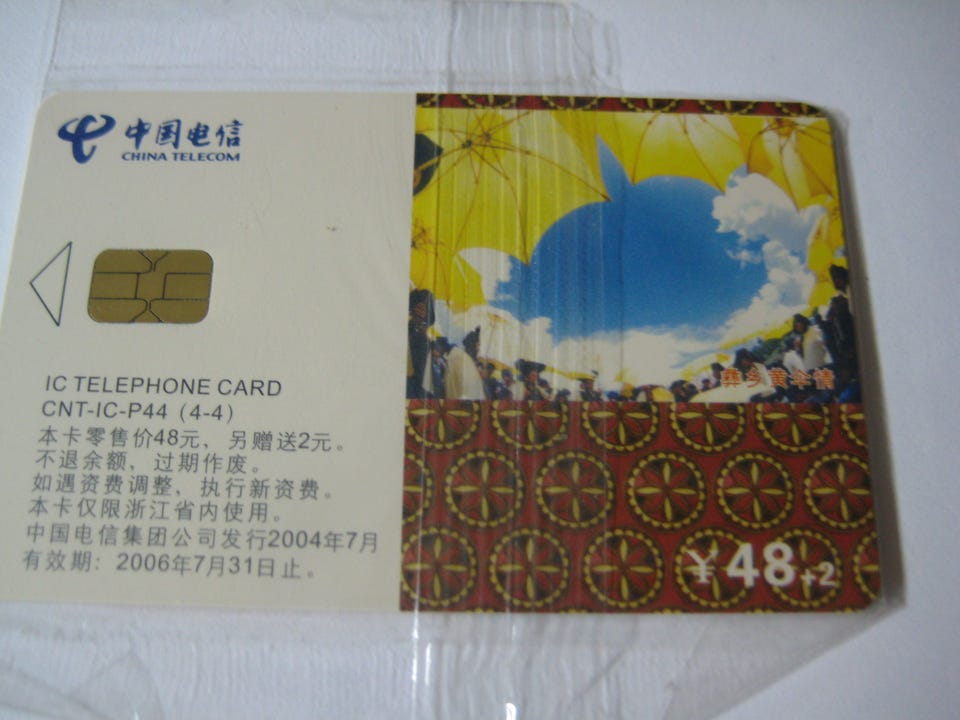 中国电信
CHINA TELECOM
IC TELEPHONE CARD
CNT-IC-P44 (4-4)
本卡零售价48元，另赠送2元。
不退余额，过期作废。
如遇资费调整，执行新资费。
本卡仅限浙江省内使用。
中国电信集团公司发行2004年7月
有效期：2006年7月31日止。
彝乡黄伞情
￥48+2